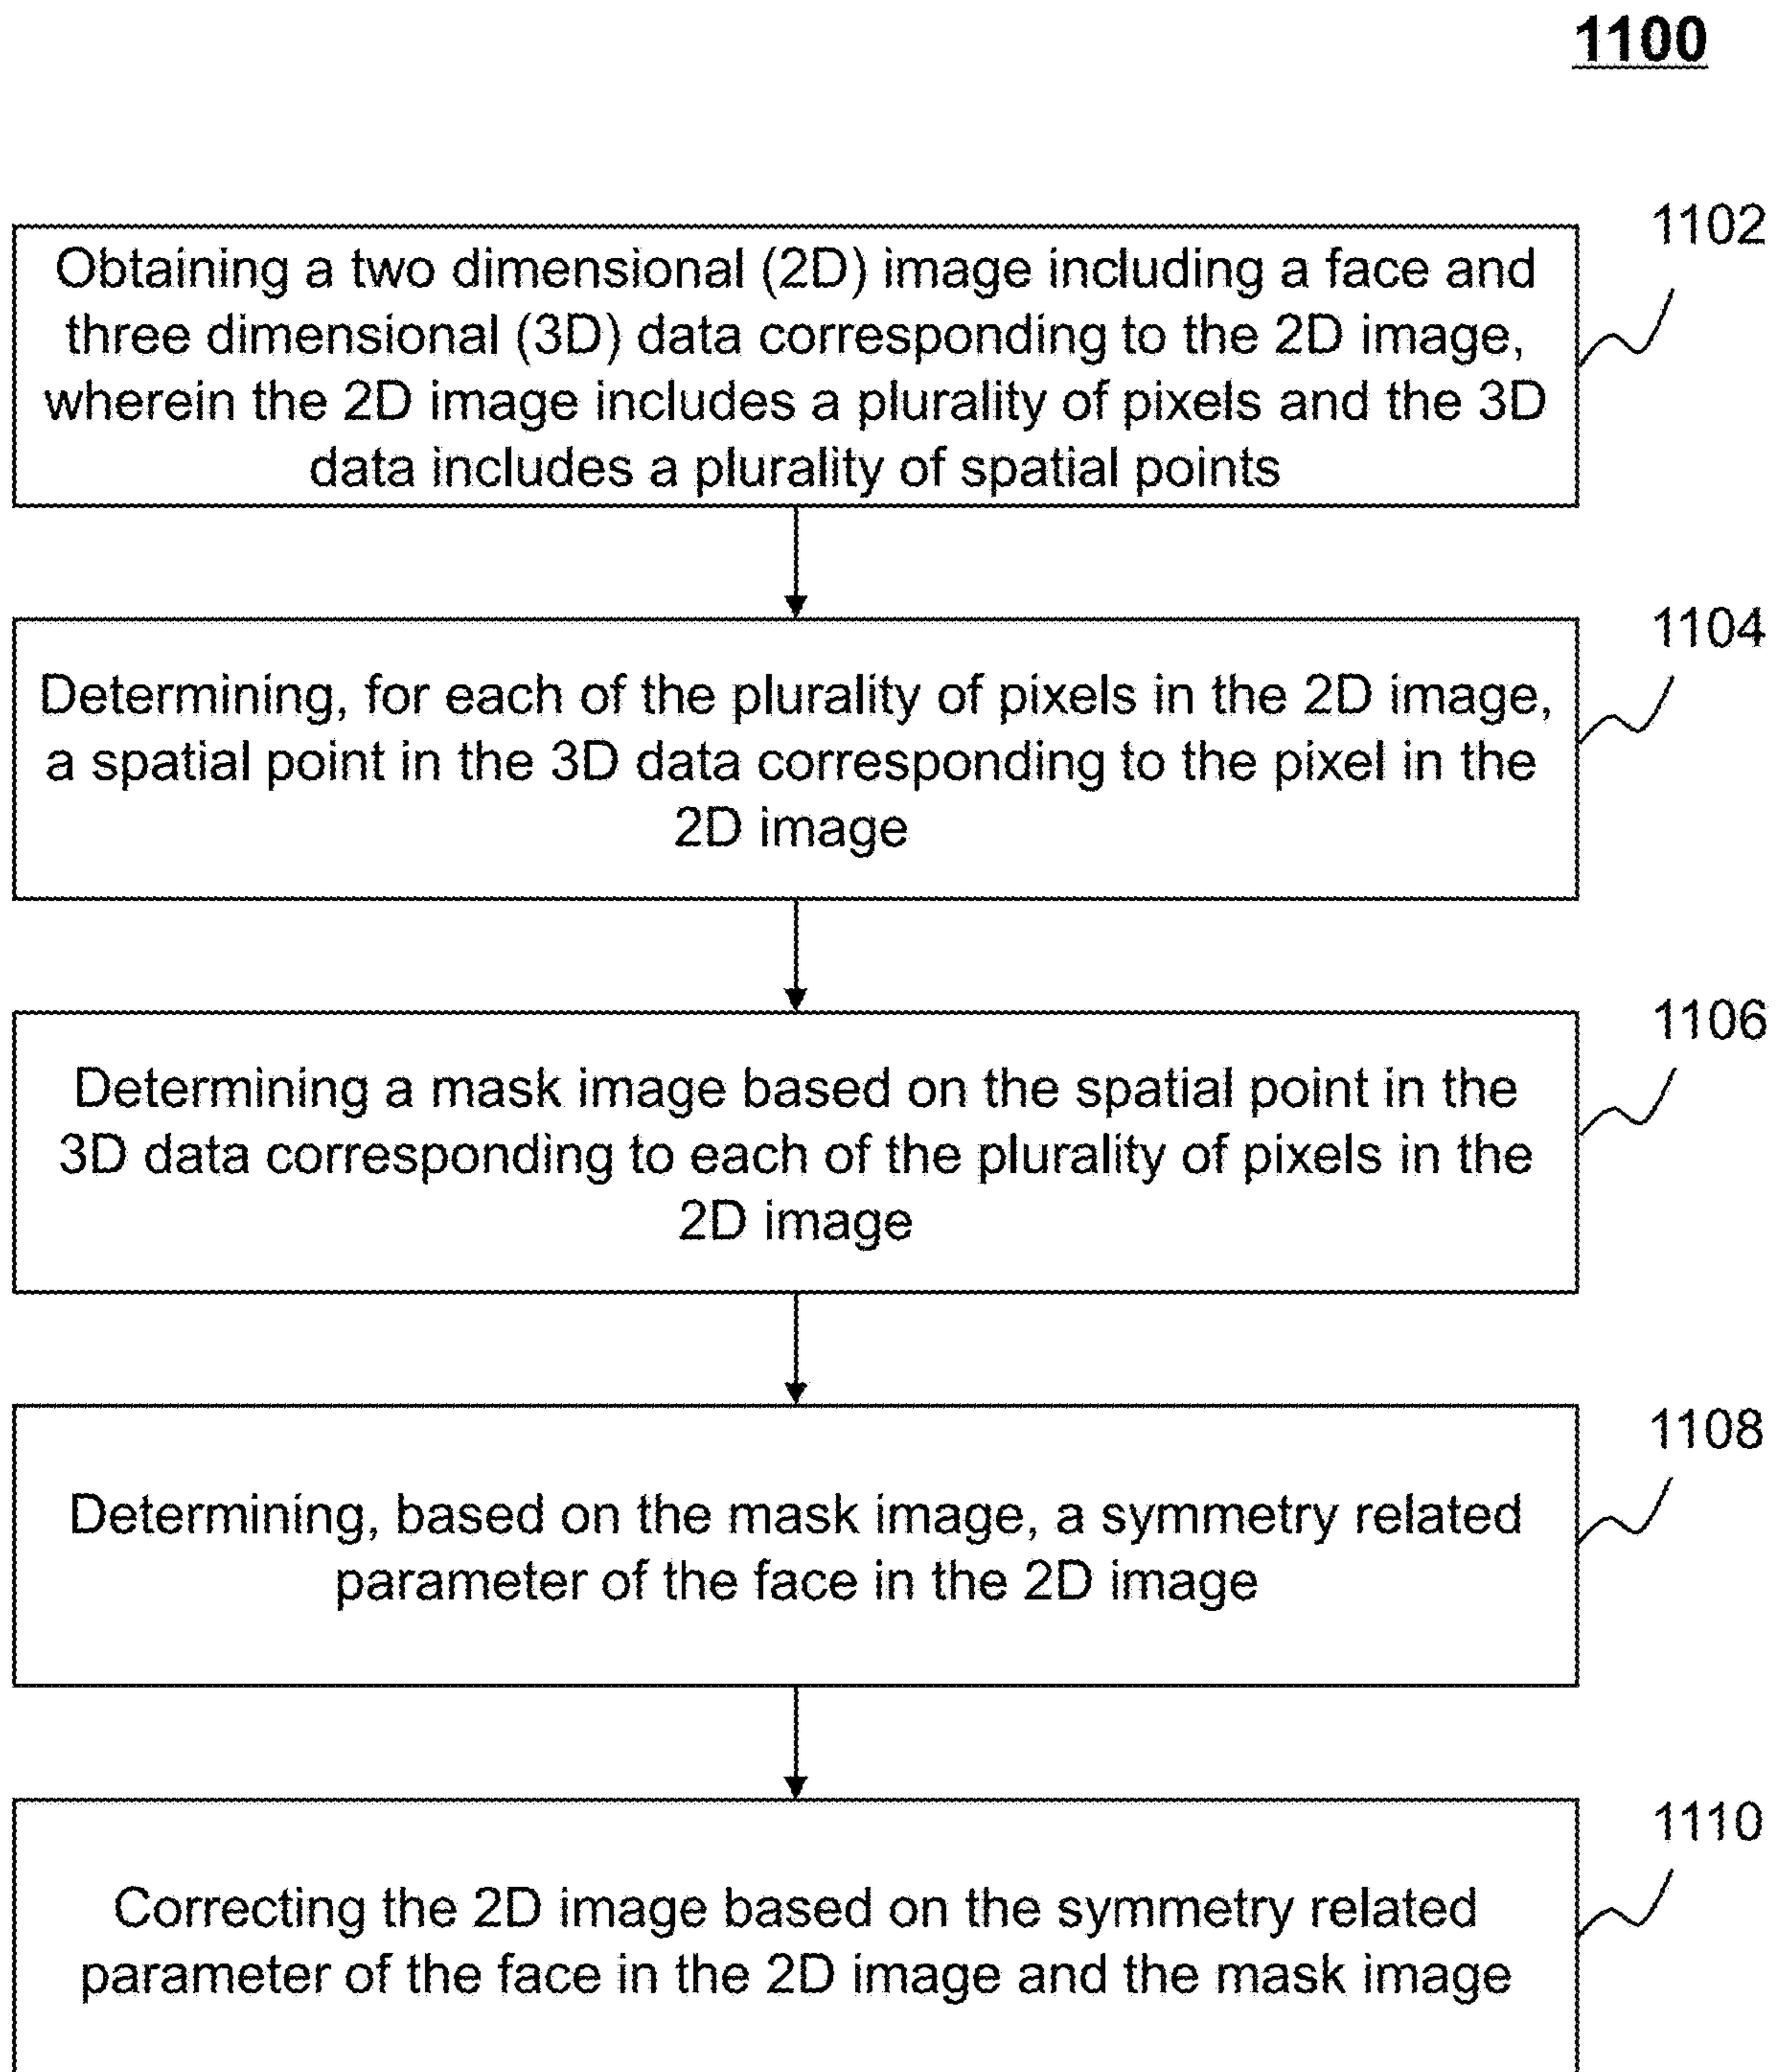 1100
1102
Obtaining a two dimensional (2D) image including a face and
three dimensional (3D) data corresponding to the 2D image,
wherein the 2D image includes a plurality of pixels and the 3D
data includes a plurality of spatial points
1104
Determining, for each of the plurality of pixels in the 2D image,
a spatial point in the 3D data corresponding to the pixel in the
2D image
1106
Determining a mask image based on the spatial point in the
3D data corresponding to each of the plurality of pixels in the
2D image
1108
Determining, based on the mask image, a symmetry related
parameter of the face in the 2D image
1110
Correcting the 2D image based on the symmetry related
parameter of the face in the 2D image and the mask image